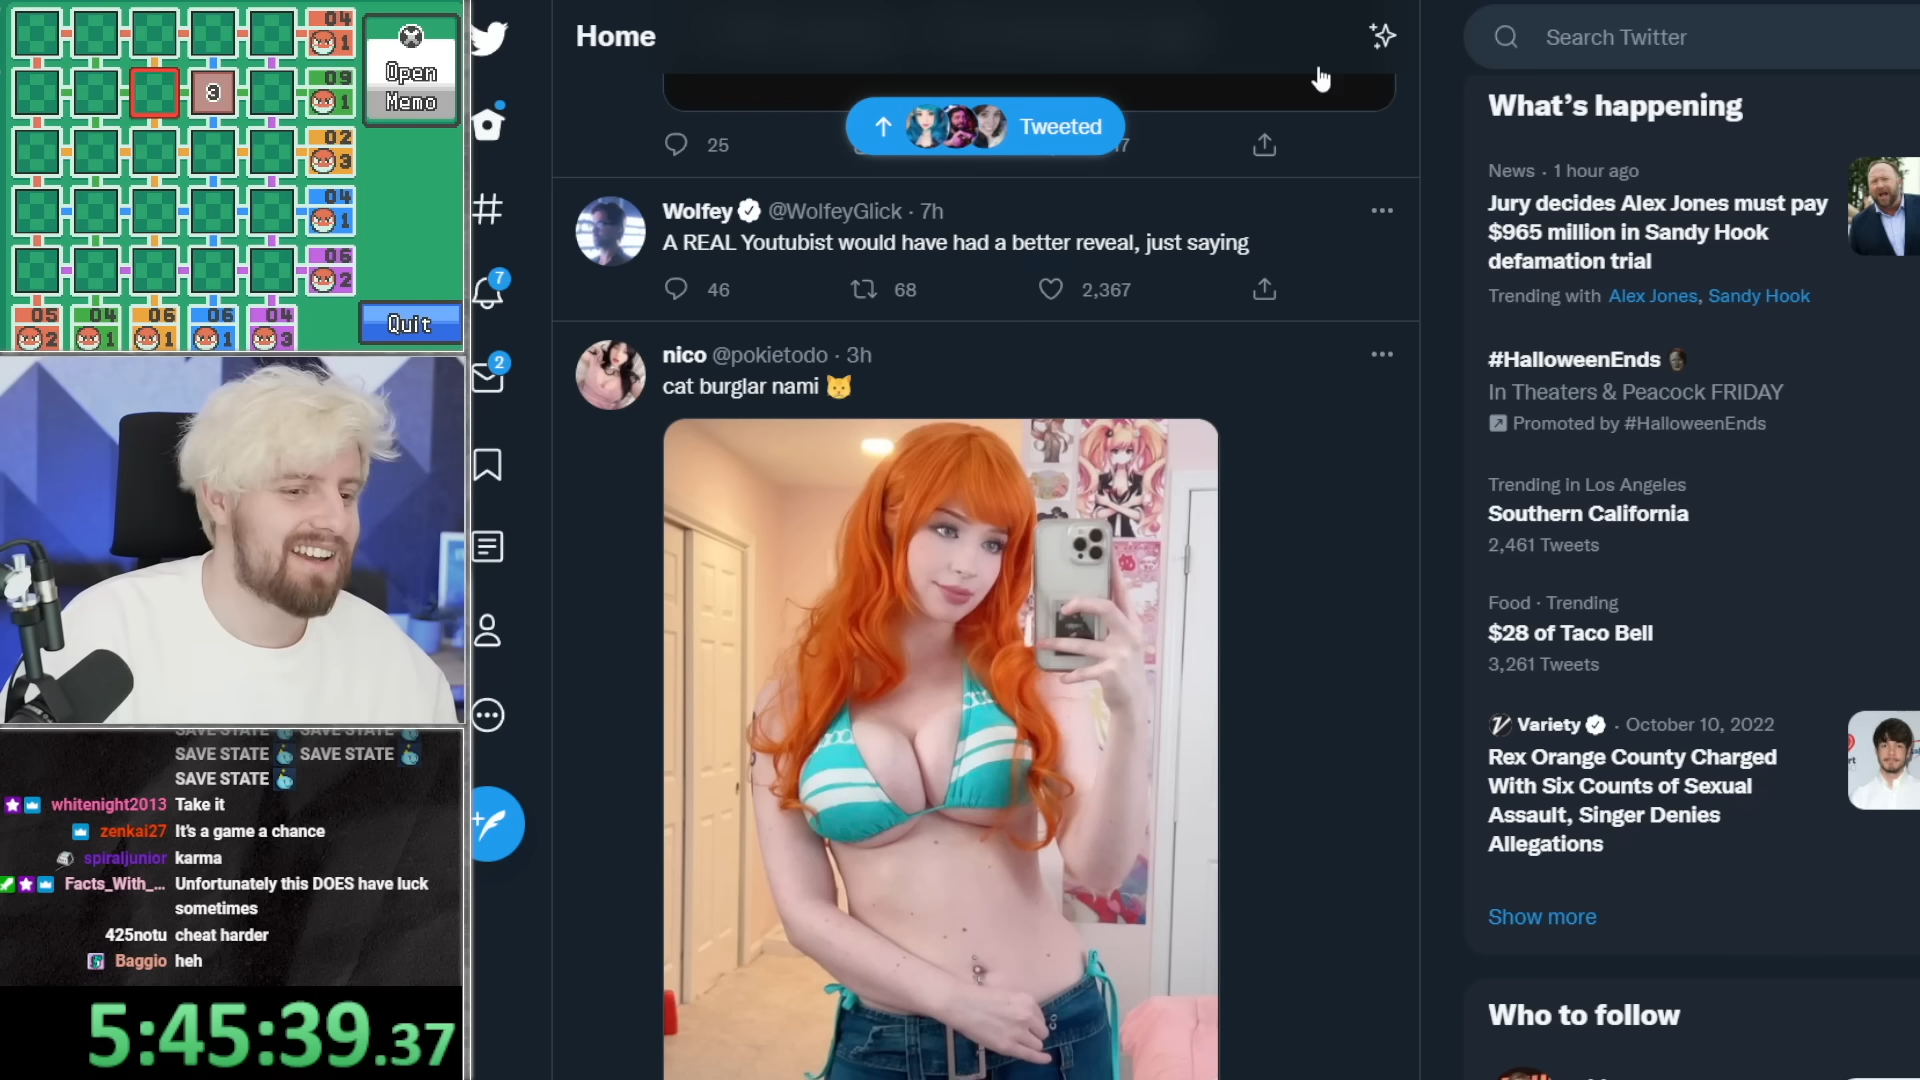 04
1
09
1
02
3
04
1
06
2
05
2
04
1
06
1
06
1
04
3
3
Open
Memo
Quit
SAVE STATE SAVE STATE
SAVE STATE SAVE STATE
SAVE STATE
whitenight2013 Take it
zenkai27 It's a game a chance
spiraljunior karma
Facts_With_... Unfortunately this DOES have luck
sometimes
425notu cheat harder
Baggio heh
5:45:39.37
7
2
Home
Tweeted
25
Wolfey @WolfeyGlick · 7h
A REAL Youtubist would have had a better reveal, just saying
46 68 2,367
nico @pokietodo · 3h
cat burglar nami
Search Twitter
What's happening
News · 1 hour ago
Jury decides Alex Jones must pay
$965 million in Sandy Hook
defamation trial
Trending with Alex Jones, Sandy Hook
#HalloweenEnds
In Theaters & Peacock FRIDAY
Promoted by #HalloweenEnds
Trending in Los Angeles
Southern California
2,461 Tweets
Food · Trending
$28 of Taco Bell
3,261 Tweets
Variety · October 10, 2022
Rex Orange County Charged
With Six Counts of Sexual
Assault, Singer Denies
Allegations
Show more
Who to follow